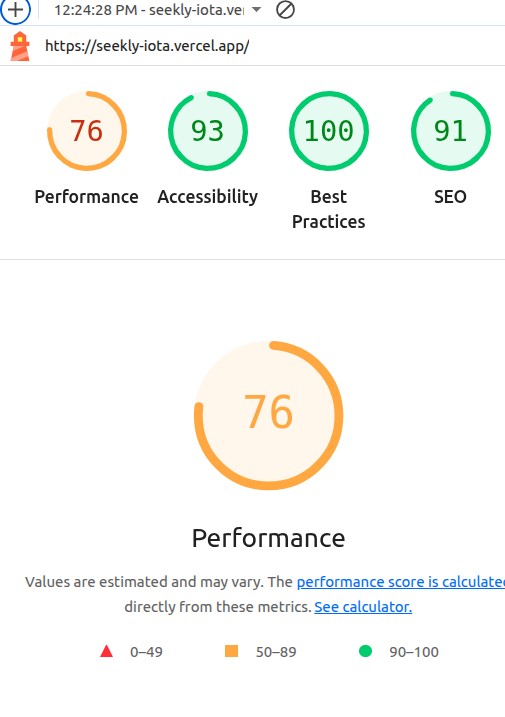 12:24:28 PM - seekly-iota.ve
https://seekly-iota.vercel.app/
76 93 100 91
Performance Accessibility Best Practices SEO
76
Performance
Values are estimated and may vary. The performance score is calculated
directly from these metrics. See calculator.
0–49 50–89 90–100